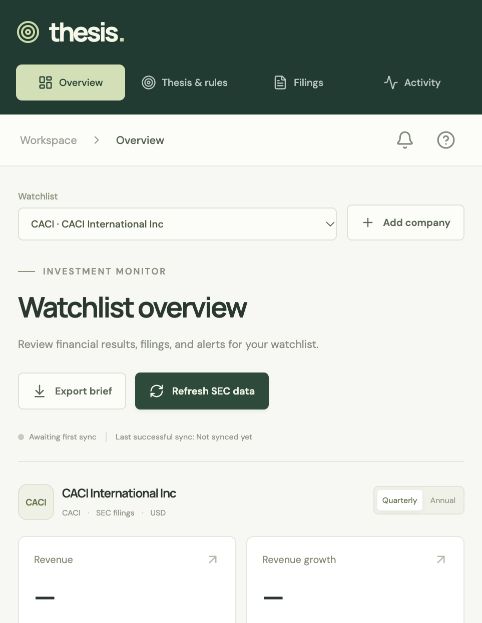 thesis.
Overview
Thesis & rules
Filings
Activity
Workspace
Overview
Watchlist
CACI · CACI International Inc
Add company
INVESTMENT MONITOR
Watchlist overview
Review financial results, filings, and alerts for your watchlist.
Export brief
Refresh SEC data
Awaiting first sync
Last successful sync: Not synced yet
CACI
CACI International Inc
CACI · SEC filings · USD
Quarterly
Annual
Revenue
—
Revenue growth
—